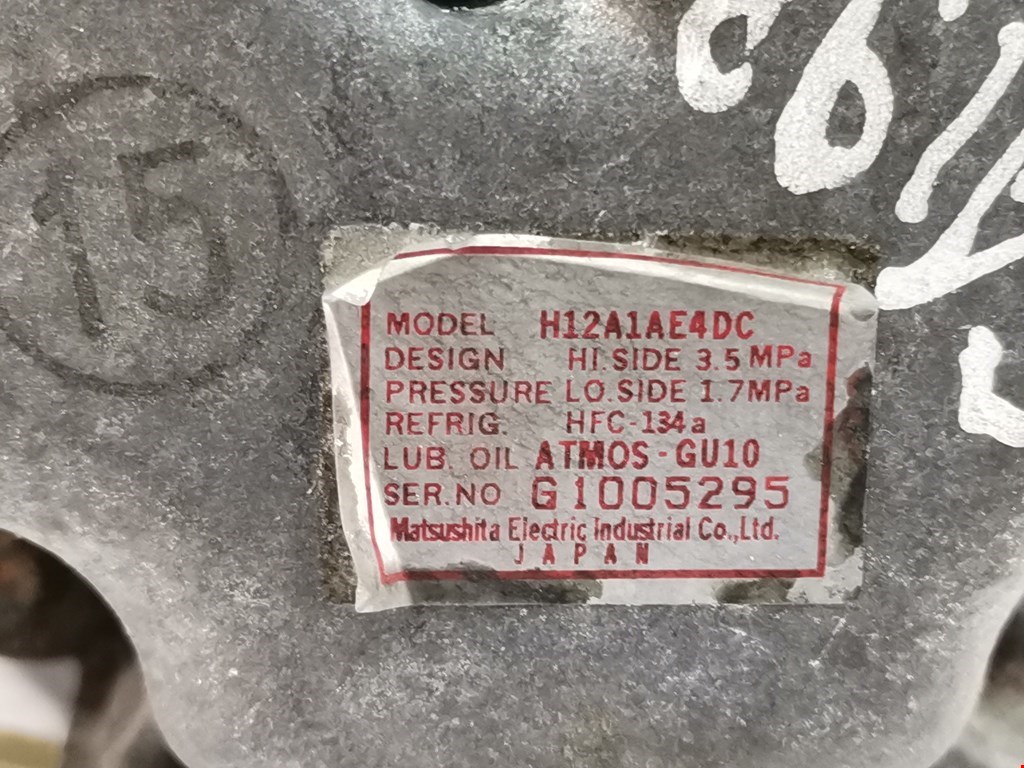 15
MODEL H12A1AE4DC
DESIGN HI.SIDE 3.5 MPa
PRESSURE LO.SIDE 1.7MPa
REFRIG. HFC-134a
LUB. OIL ATMOS-GU10
SER.NO G1005295
Matsushita Electric Industrial Co.,Ltd.
JAPAN